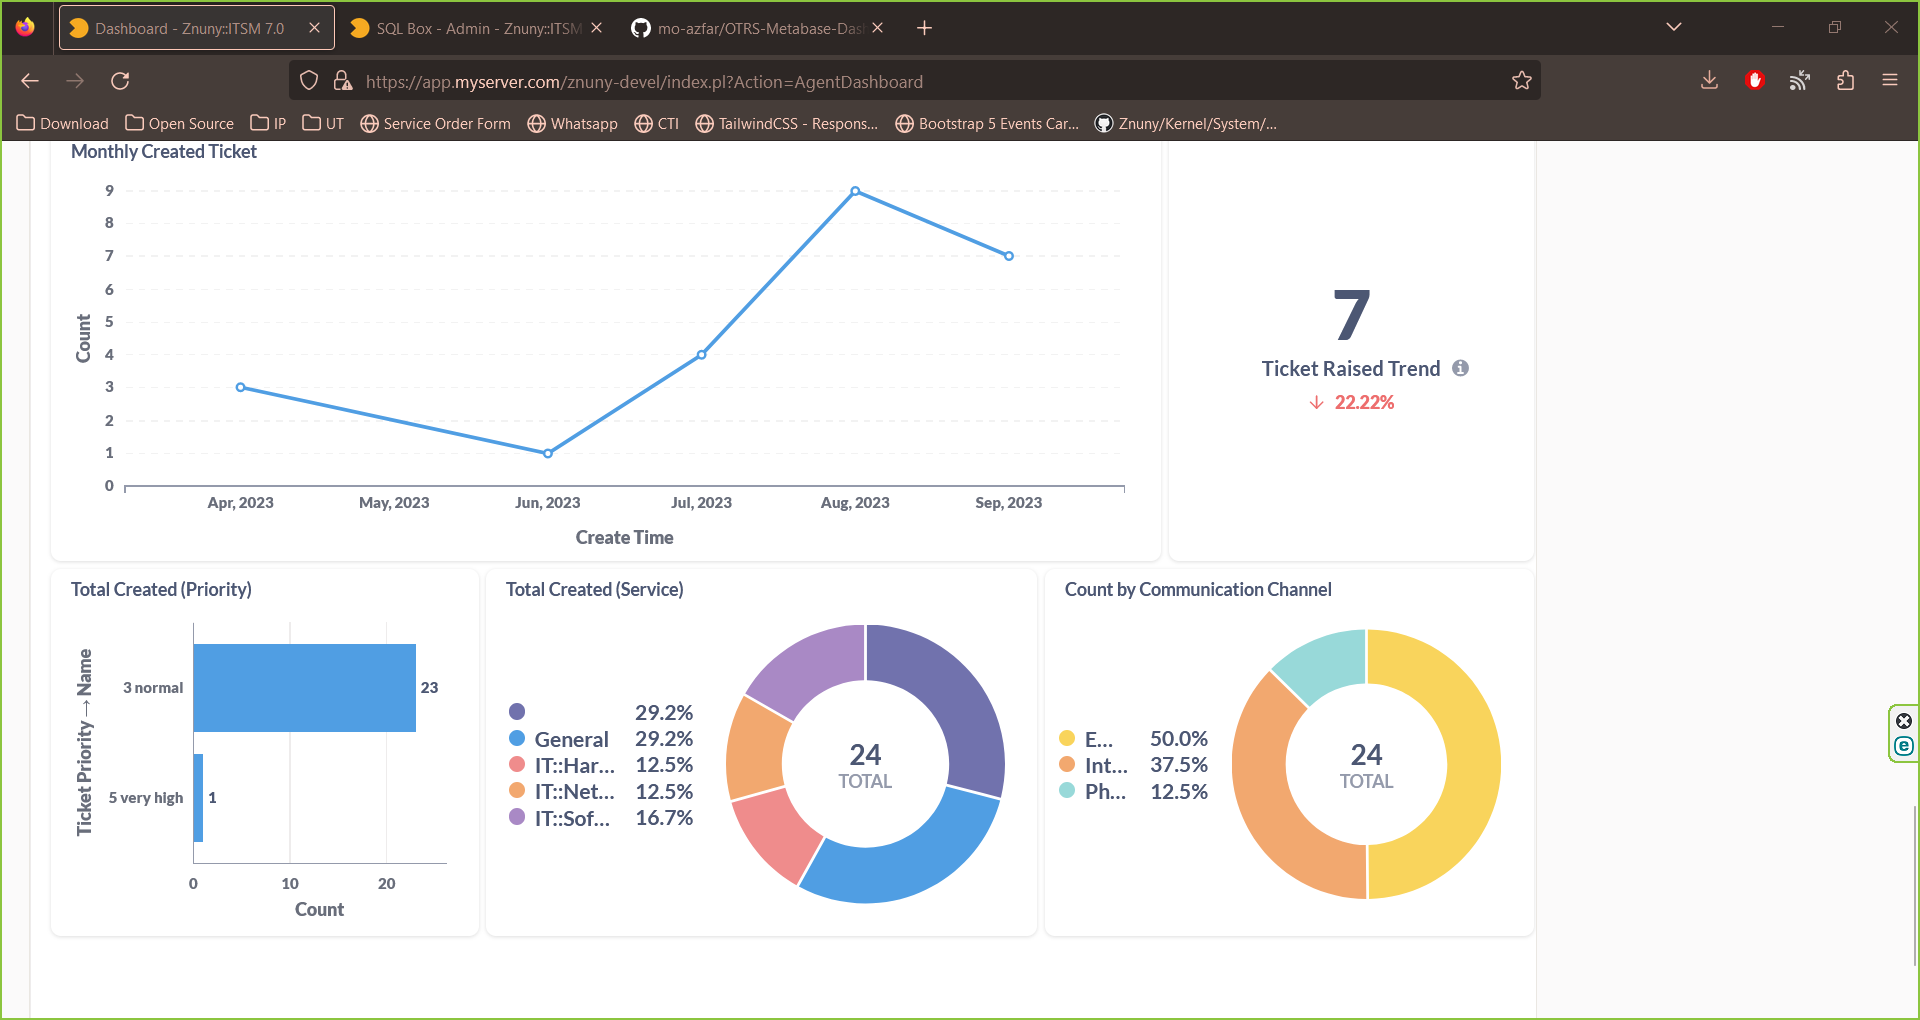 Dashboard - Znuny::ITSM 7.0
SQL Box - Admin - Znuny::ITSM
mo-azfar/OTRS-Metabase-Das
https://app.myserver.com/znuny-devel/index.pl?Action=AgentDashboard
Download
Open Source
IP
UT
Service Order Form
Whatsapp
CTI
TailwindCSS - Respons...
Bootstrap 5 Events Car...
Znuny/Kernel/System/...
Monthly Created Ticket
9
8
7
6
5
4
3
2
1
0
Count
Apr, 2023
May, 2023
Jun, 2023
Jul, 2023
Aug, 2023
Sep, 2023
Create Time
7
Ticket Raised Trend
↓ 22.22%
Total Created (Priority)
Ticket Priority → Name
3 normal
23
5 very high
1
0
10
20
Count
Total Created (Service)
29.2%
General 29.2%
IT::Har... 12.5%
IT::Net... 12.5%
IT::Sof... 16.7%
24
TOTAL
Count by Communication Channel
E... 50.0%
Int... 37.5%
Ph... 12.5%
24
TOTAL